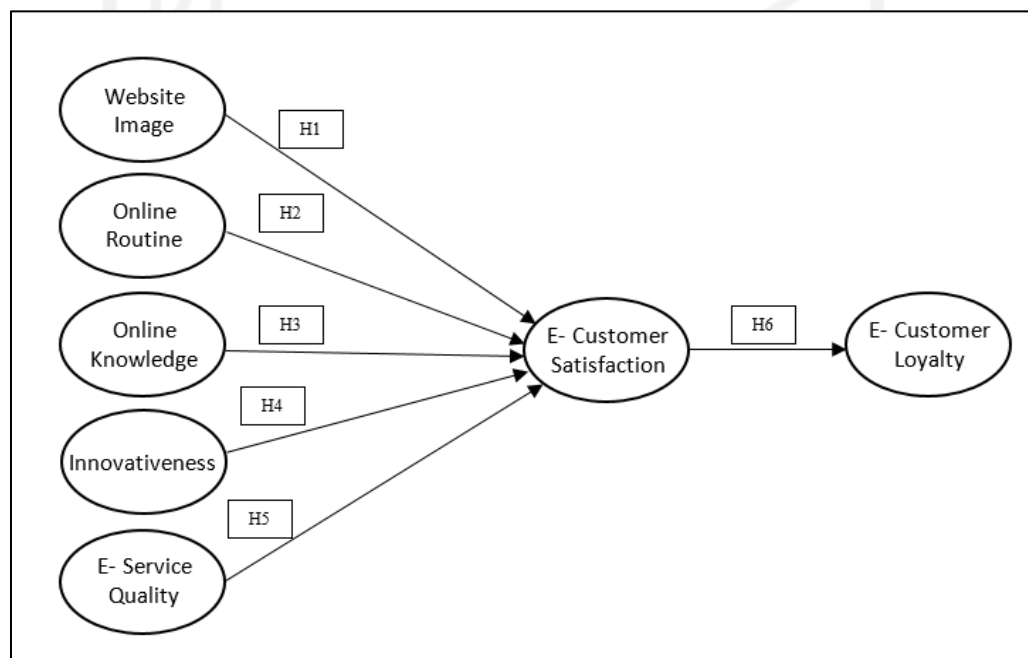 Website
Image
H1
Online
Routine
H2
Online
Knowledge
H3
Innovativeness
H4
E- Service
Quality
H5
E- Customer
Satisfaction
H6
E- Customer
Loyalty